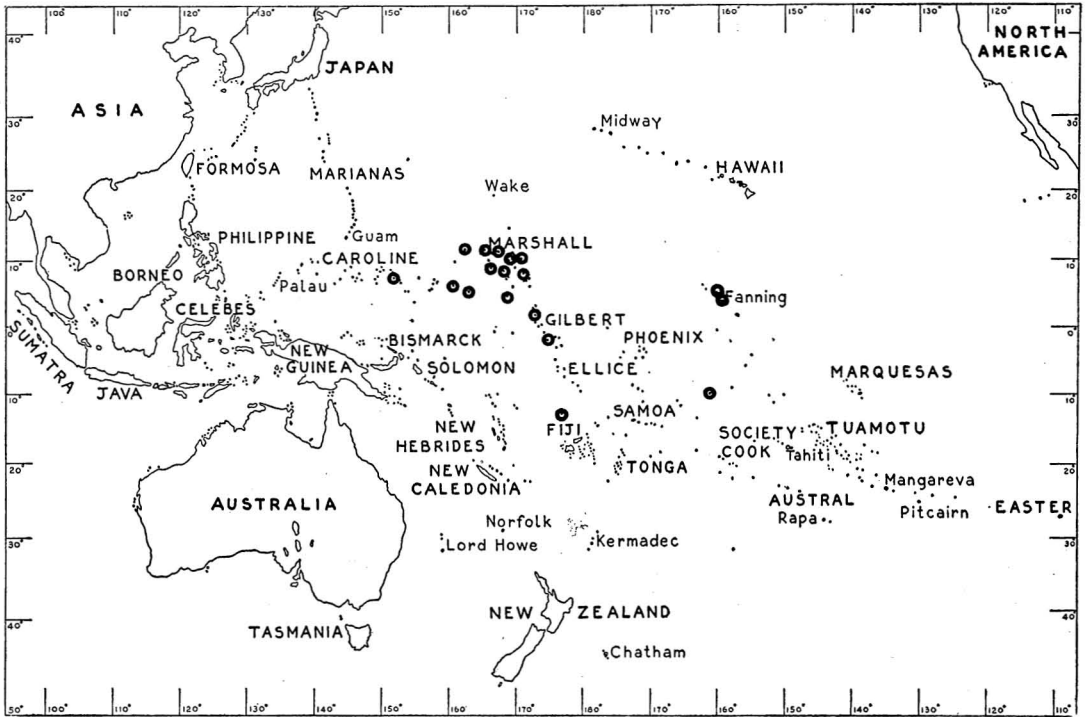 100° 110° 120° 130° 140° 150° 160° 170° 180° 170° 160° 150° 140° 130° 120° 110°
40°
NORTH
AMERICA
JAPAN
ASIA
30° 30°
Midway
FORMOSA
MARIANAS
HAWAII
20° 20°
Wake
PHILIPPINE
Guam
MARSHALL
CAROLINE
10° 10°
BORNEO
Palau
Fanning
CELEBES
GILBERT
0° 0°
SUMATRA
BISMARCK
PHOENIX
NEW
GUINEA
SOLOMON
ELLICE
MARQUESAS
JAVA
10° 10°
SAMOA
NEW
HEBRIDES
FIJI
SOCIETY
TUAMOTU
COOK
Tahiti
20° 20°
NEW
CALEDONIA
TONGA
Mangareva
AUSTRALIA
AUSTRAL
Pitcairn
EASTER
Rapa
Norfolk
30° 30°
Lord Howe
Kermadec
NEW ZEALAND
40° 40°
TASMANIA
Chatham
50° 100° 110° 120° 130° 140° 150° 160° 170° 180° 170° 160° 150° 140° 130° 120° 110° 50°